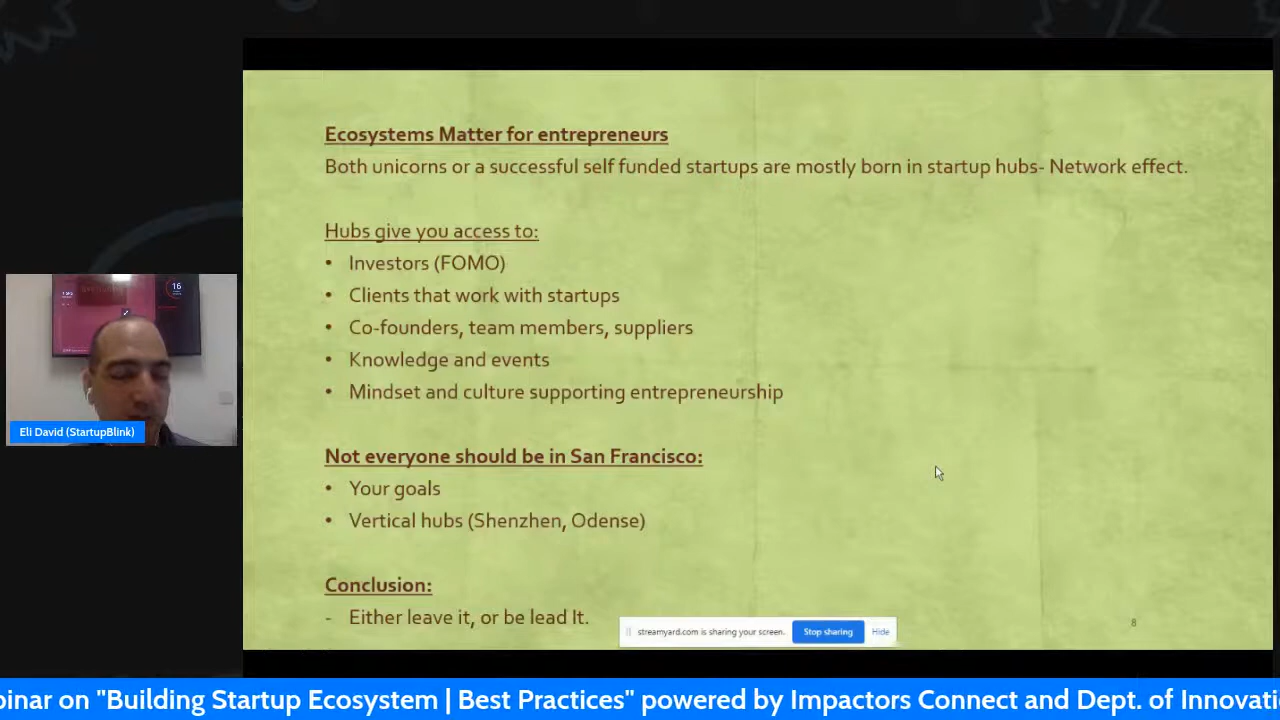 Ecosystems Matter for entrepreneurs
Both unicorns or a successful self funded startups are mostly born in startup hubs- Network effect.
Hubs give you access to:
• Investors (FOMO)
• Clients that work with startups
• Co-founders, team members, suppliers
• Knowledge and events
• Mindset and culture supporting entrepreneurship
Not everyone should be in San Francisco:
• Your goals
• Vertical hubs (Shenzhen, Odense)
Conclusion:
- Either leave it, or be lead It.
8
streamyard.com is sharing your screen.
Stop sharing
Hide
16
Eli David (StartupBlink)
binar on "Building Startup Ecosystem | Best Practices" powered by Impactors Connect and Dept. of Innovati